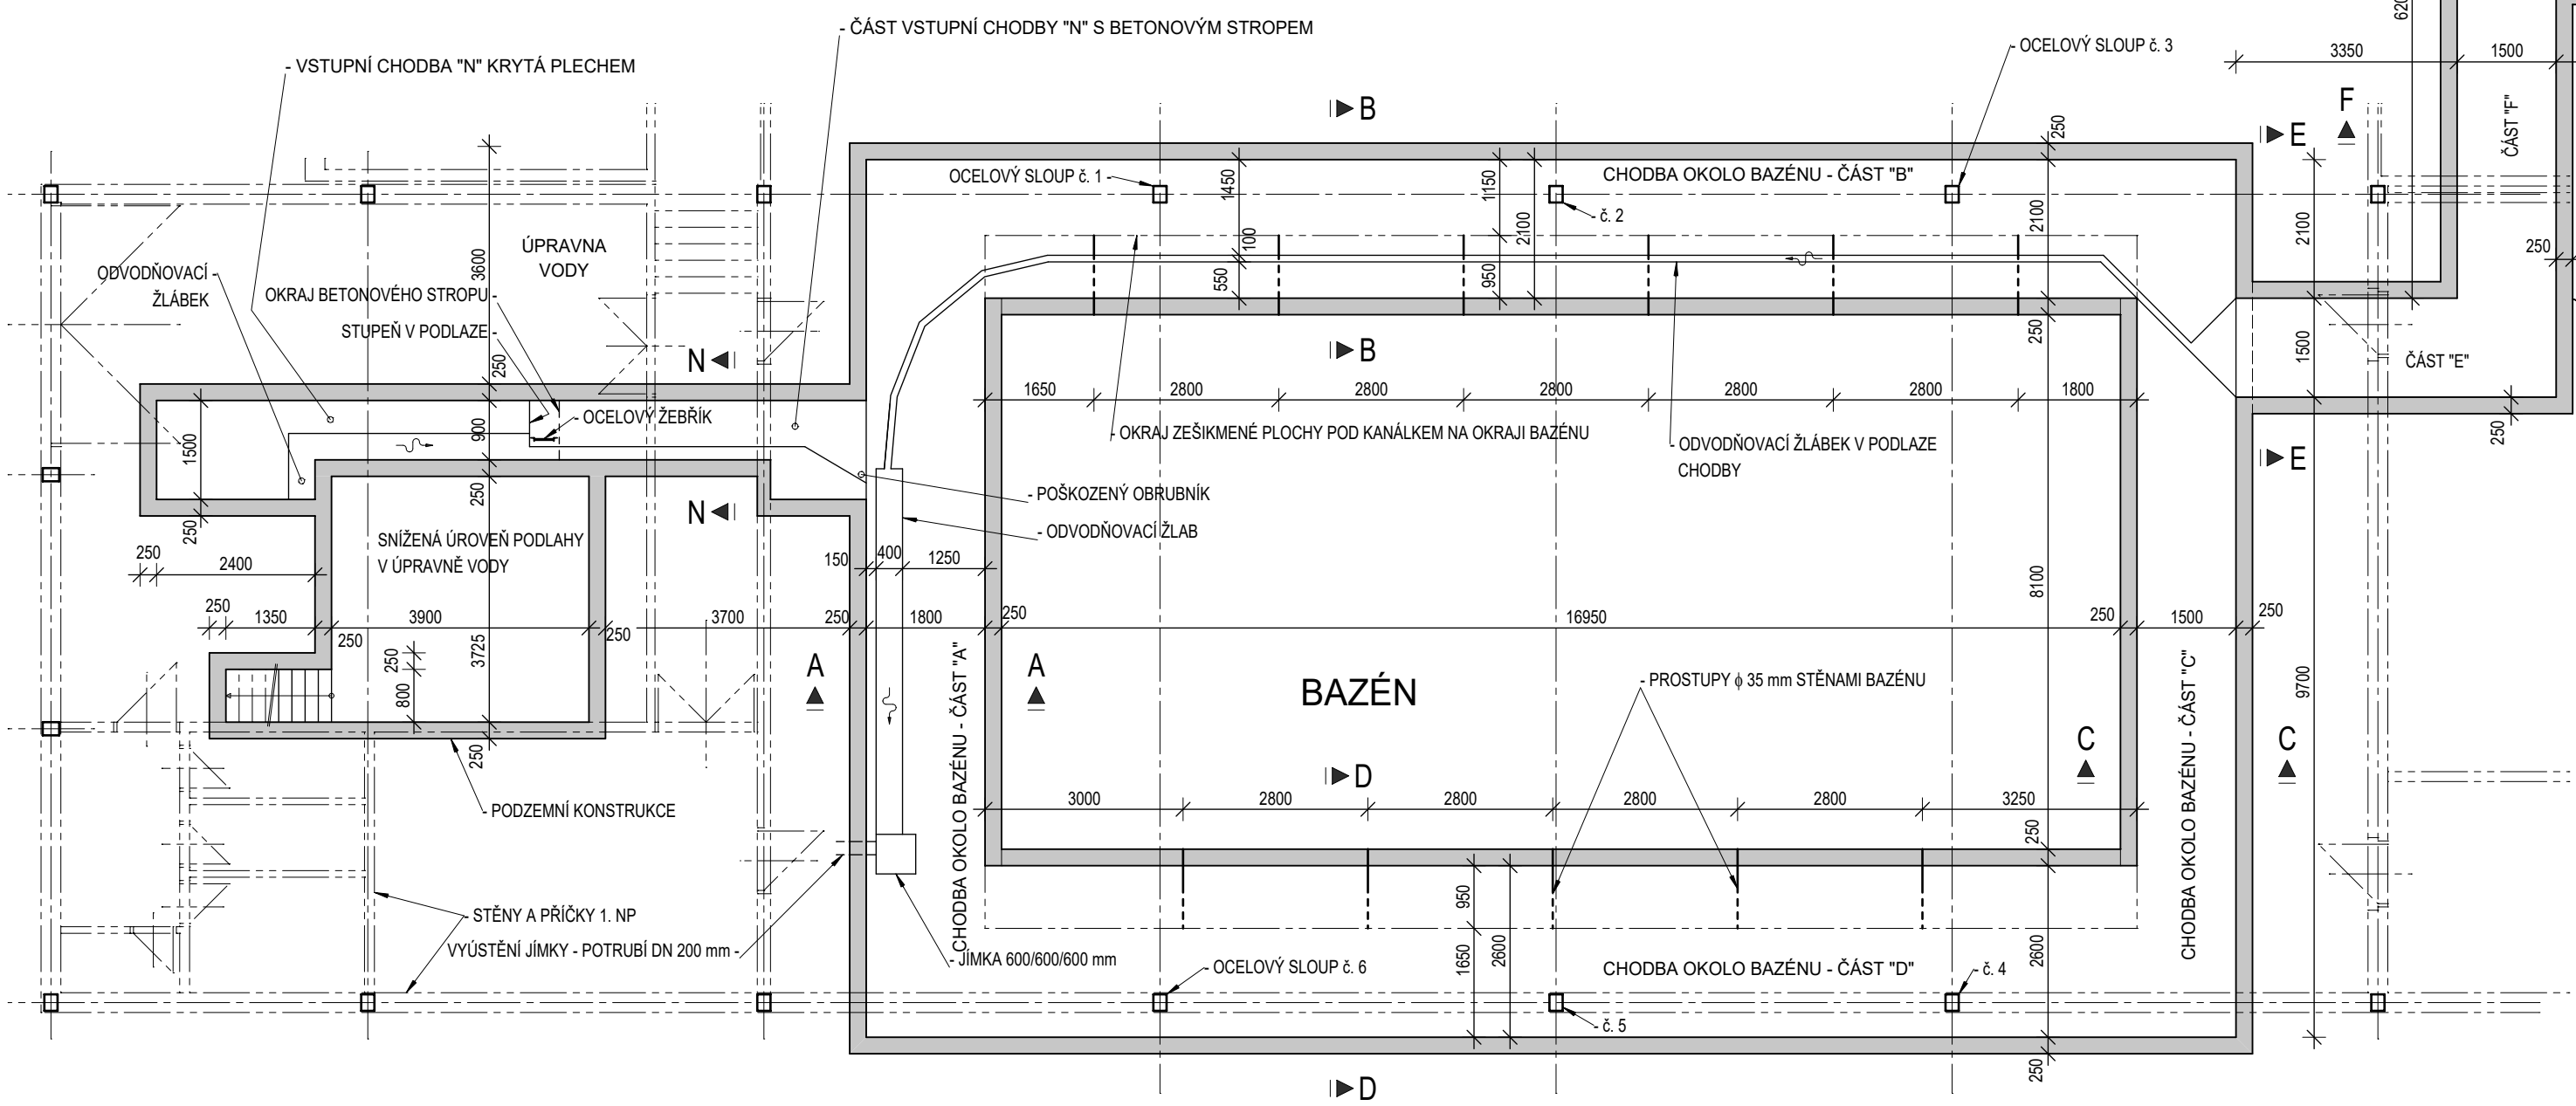 - ČÁST VSTUPNÍ CHODBY "N" S BETONOVÝM STROPEM
- OCELOVÝ SLOUP č. 3
620
- VSTUPNÍ CHODBA "N" KRYTÁ PLECHEM
3350
1500
B
F
E
250
ČÁST "F"
OCELOVÝ SLOUP č. 1 -
1450
1150
CHODBA OKOLO BAZÉNU - ČÁST "B"
- č. 2
2100
2100
2100
ÚPRAVNA
VODY
3600
100
250
ODVODŇOVACÍ -
ŽLÁBEK
550
950
OKRAJ BETONOVÉHO STROPU -
STUPEŇ V PODLAZE -
250
N
B
250
1500
ČÁST "E"
1650
2800
2800
2800
2800
2800
1800
- OCELOVÝ ŽEBŘÍK
900
1500
- OKRAJ ZEŠIKMENÉ PLOCHY POD KANÁLKEM NA OKRAJI BAZÉNU
- ODVODŇOVACÍ ŽLÁBEK V PODLAZE
CHODBY
250
E
250
- POŠKOZENÝ OBRUBNÍK
N
250
- ODVODŇOVACÍ ŽLAB
SNÍŽENÁ ÚROVEŇ PODLAHY
V ÚPRAVNĚ VODY
250
2400
150
400
1250
8100
250
1350
3900
250
3725
250
3700
250
1800
250
16950
250
1500
250
250
800
A
A
CHODBA OKOLO BAZÉNU - ČÁST "A"
BAZÉN
- PROSTUPY ϕ 35 mm STĚNAMI BAZÉNU
9700
CHODBA OKOLO BAZÉNU - ČÁST "C"
C
C
250
D
3000
2800
2800
2800
2800
3250
- PODZEMNÍ KONSTRUKCE
250
950
- STĚNY A PŘÍČKY 1. NP
VYÚSTĚNÍ JÍMKY - POTRUBÍ DN 200 mm -
- JÍMKA 600/600/600 mm
- OCELOVÝ SLOUP č. 6
1650
2600
CHODBA OKOLO BAZÉNU - ČÁST "D"
- č. 4
2600
- č. 5
250
D